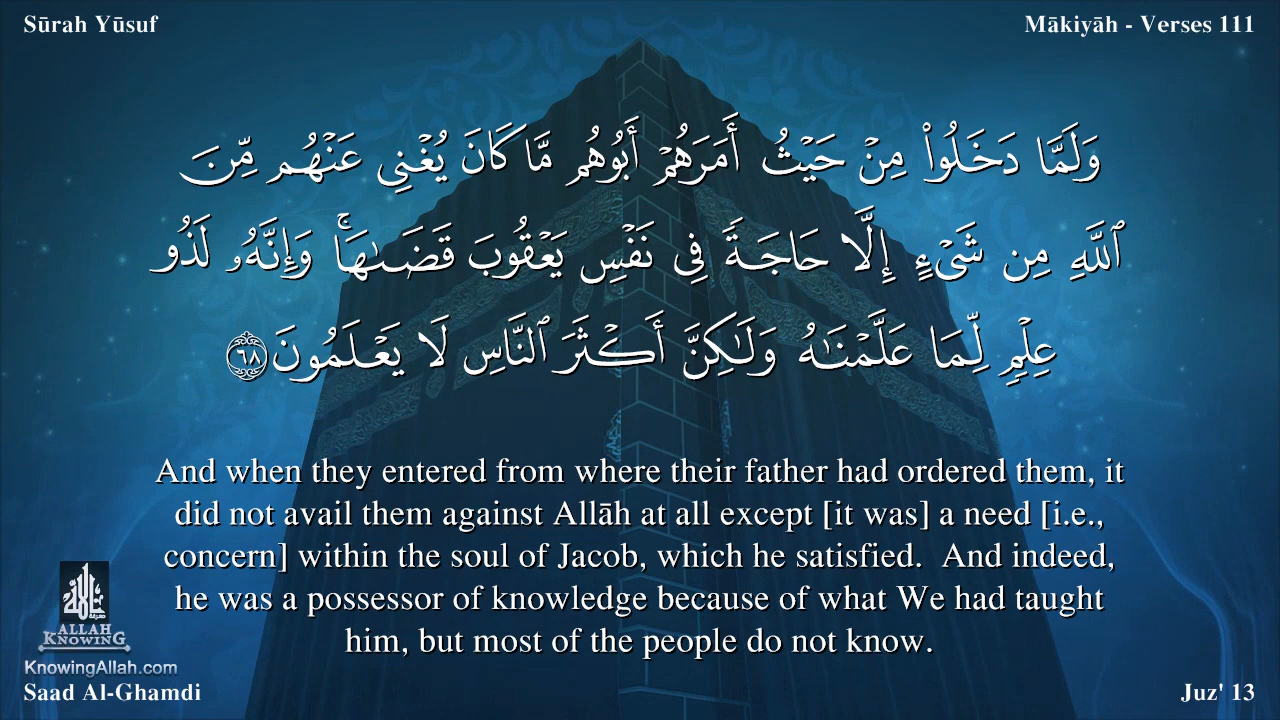 Sūrah Yūsuf
Mākiyāh - Verses 111
وَلَمَّا دَخَلُوا۟ مِنْ حَيْثُ أَمَرَهُمْ أَبُوهُم مَّا كَانَ يُغْنِى عَنْهُم مِّنَ
ٱللَّهِ مِن شَىْءٍ إِلَّا حَاجَةً فِى نَفْسِ يَعْقُوبَ قَضَىٰهَا ۚ وَإِنَّهُۥ لَذُو
عِلْمٍ لِّمَا عَلَّمْنَـٰهُ وَلَـٰكِنَّ أَكْثَرَ ٱلنَّاسِ لَا يَعْلَمُونَ ٦٨
And when they entered from where their father had ordered them, it
did not avail them against Allāh at all except [it was] a need [i.e.,
concern] within the soul of Jacob, which he satisfied.  And indeed,
he was a possessor of knowledge because of what We had taught
him, but most of the people do not know.
ALLAH
KNOWING
KnowingAllah.com
Saad Al-Ghamdi
Juz' 13